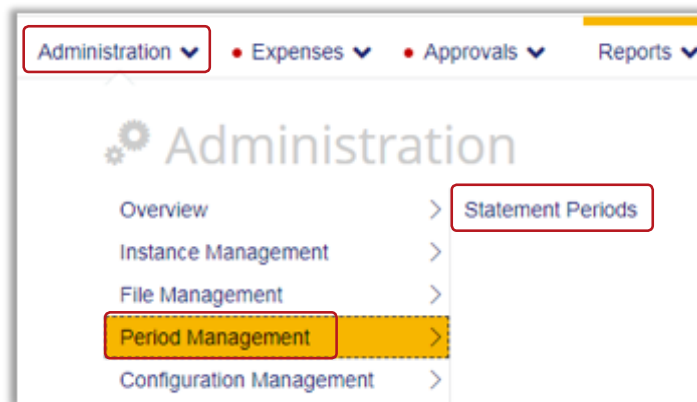 Administration • Expenses • Approvals Reports
Administration
Overview
Statement Periods
Instance Management
File Management
Period Management
Configuration Management